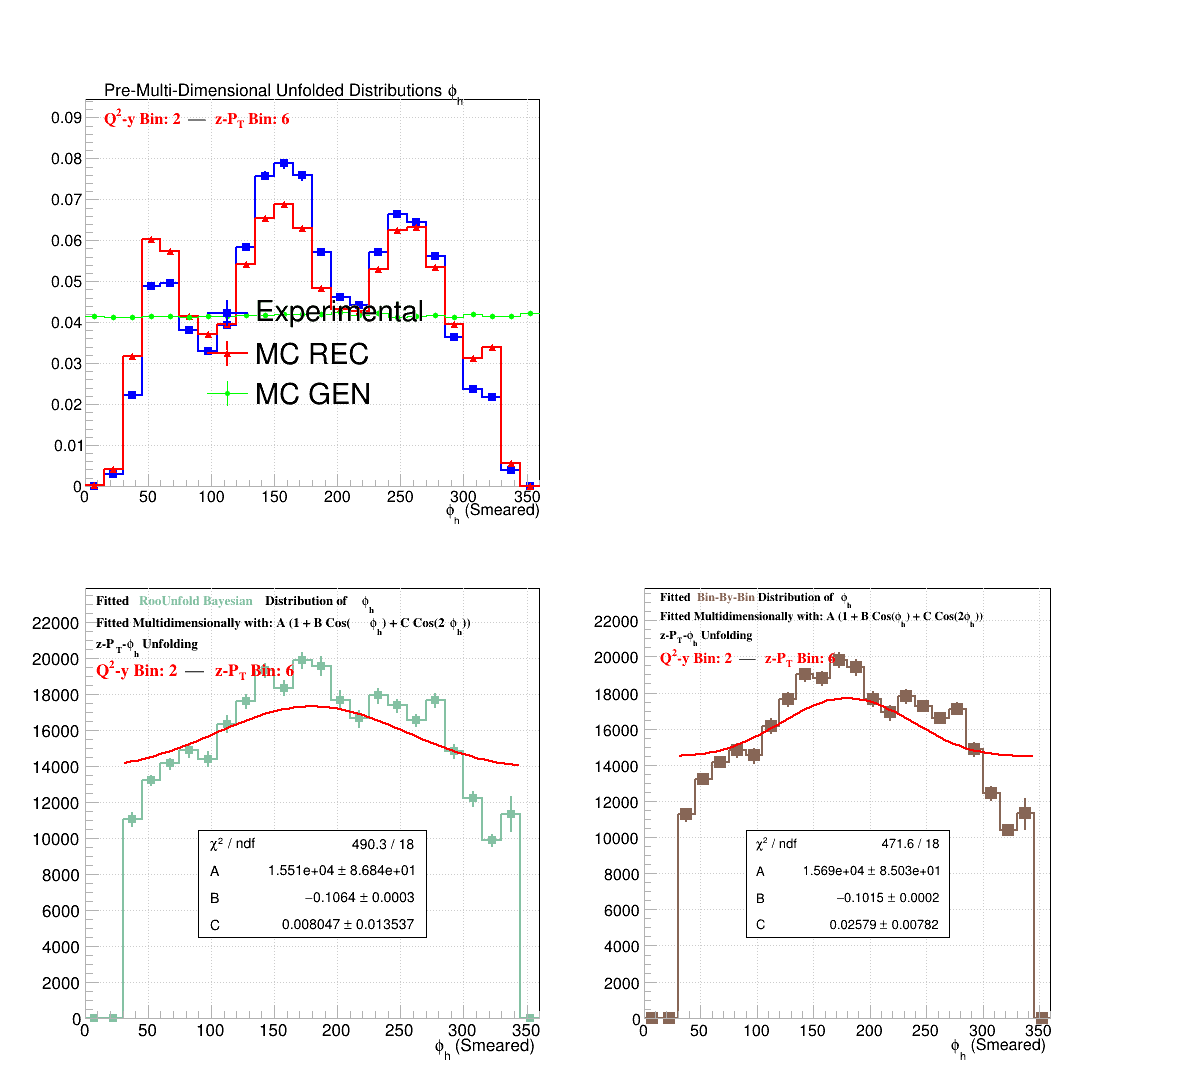 Pre-Multi-Dimensional Unfolded Distributions ϕh
Q²-y Bin: 2 — z-PT Bin: 6
0.09
0.08
0.07
0.06
0.05
0.04
0.03
0.02
0.01
0
Experimental
MC REC
MC GEN
0 50 100 150 200 250 300 350
ϕh (Smeared)
Fitted RooUnfold Bayesian Distribution of ϕh
Fitted Multidimensionally with: A (1 + B Cos( ϕh) + C Cos(2 ϕh))
z-PT-ϕh Unfolding
Q²-y Bin: 2 — z-PT Bin: 6
22000
20000
18000
16000
14000
12000
10000
8000
6000
4000
2000
0
χ² / ndf 490.3 / 18
A 1.551e+04 ± 8.684e+01
B −0.1064 ± 0.0003
C 0.008047 ± 0.013537
0 50 100 150 200 250 300 350
ϕh (Smeared)
Fitted Bin-By-Bin Distribution of ϕh
Fitted Multidimensionally with: A (1 + B Cos(ϕh) + C Cos(2ϕh))
z-PT-ϕh Unfolding
Q²-y Bin: 2 — z-PT Bin: 6
22000
20000
18000
16000
14000
12000
10000
8000
6000
4000
2000
0
χ² / ndf 471.6 / 18
A 1.569e+04 ± 8.503e+01
B −0.1015 ± 0.0002
C 0.02579 ± 0.00782
0 50 100 150 200 250 300 350
ϕh (Smeared)